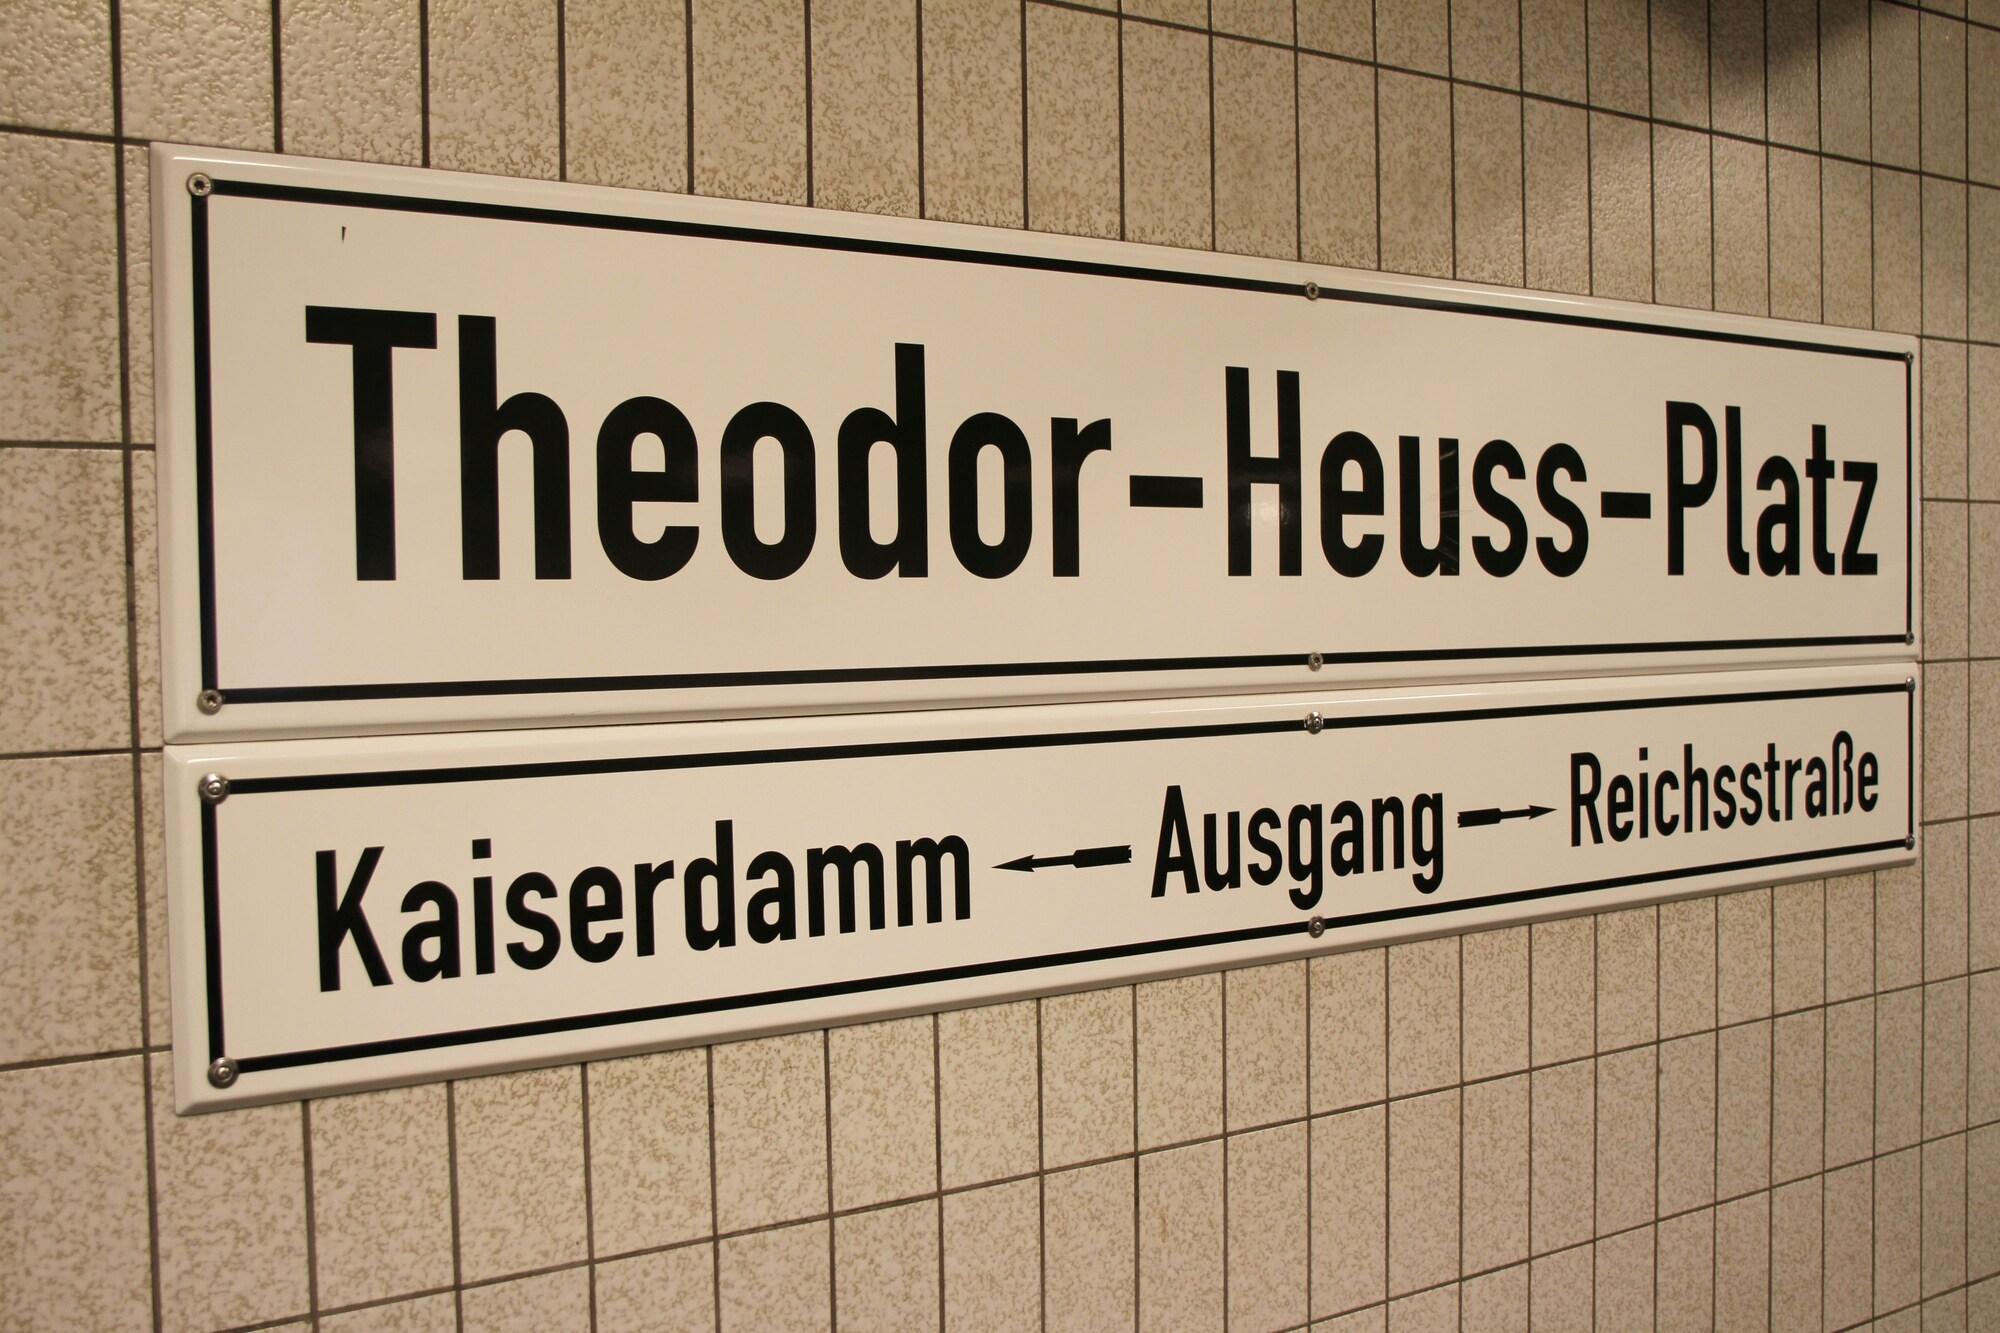 Theodor-Heuss-Platz
Kaiserdamm ← Ausgang → Reichsstraße